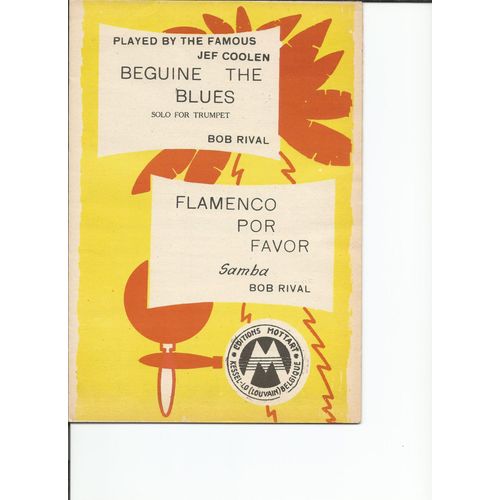 PLAYED BY THE FAMOUS
JEF COOLEN
BEGUINE THE
BLUES
SOLO FOR TRUMPET
BOB RIVAL
FLAMENCO
POR
FAVOR
Samba
BOB RIVAL
EDITIONS MOTTART
KESSEL-LO (LOUVAIN) BELGIQUE